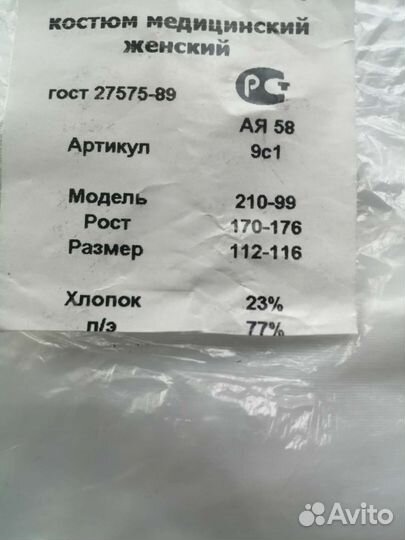 костюм медицинский
женский
гост 27575-89
РСТ
АЯ 58
Артикул 9с1
Модель 210-99
Рост 170-176
Размер 112-116
Хлопок 23%
п/э 77%
Avito